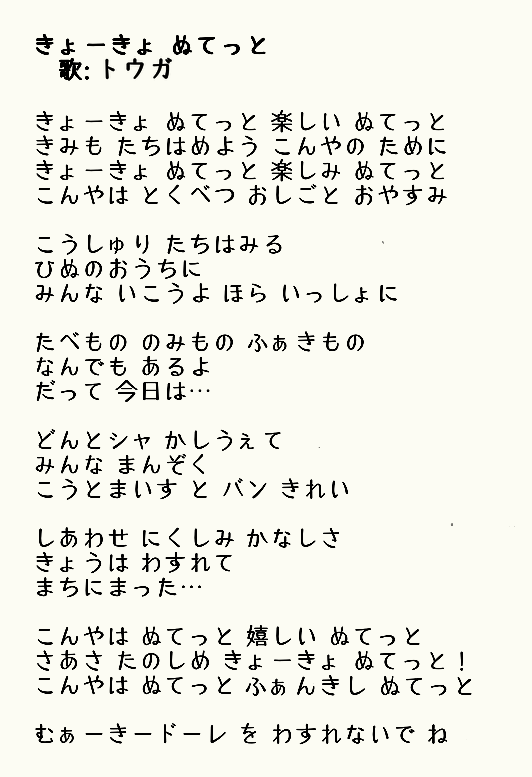 きょーきょ ぬてっと
歌: トウガ
きょーきょ ぬてっと 楽しい ぬてっと
きみも たちはめよう こんやの ために
きょーきょ ぬてっと 楽しみ ぬてっと
こんやは とくべつ おしごと おやすみ
こうしゅり たちはみる
ひぬのおうちに
みんな いこうよ ほら いっしょに
たべもの のみもの ふぁきもの
なんでも あるよ
だって 今日は…
どんとシャ かしうぇて
みんな まんぞく
こうとまいす と バン きれい
しあわせ にくしみ かなしさ
きょうは わすれて
まちにまった…
こんやは ぬてっと 嬉しい ぬてっと
さあさ たのしめ きょーきょ ぬてっと！
こんやは ぬてっと ふぁんきし ぬてっと
むぁーきードーレ を わすれないで ね